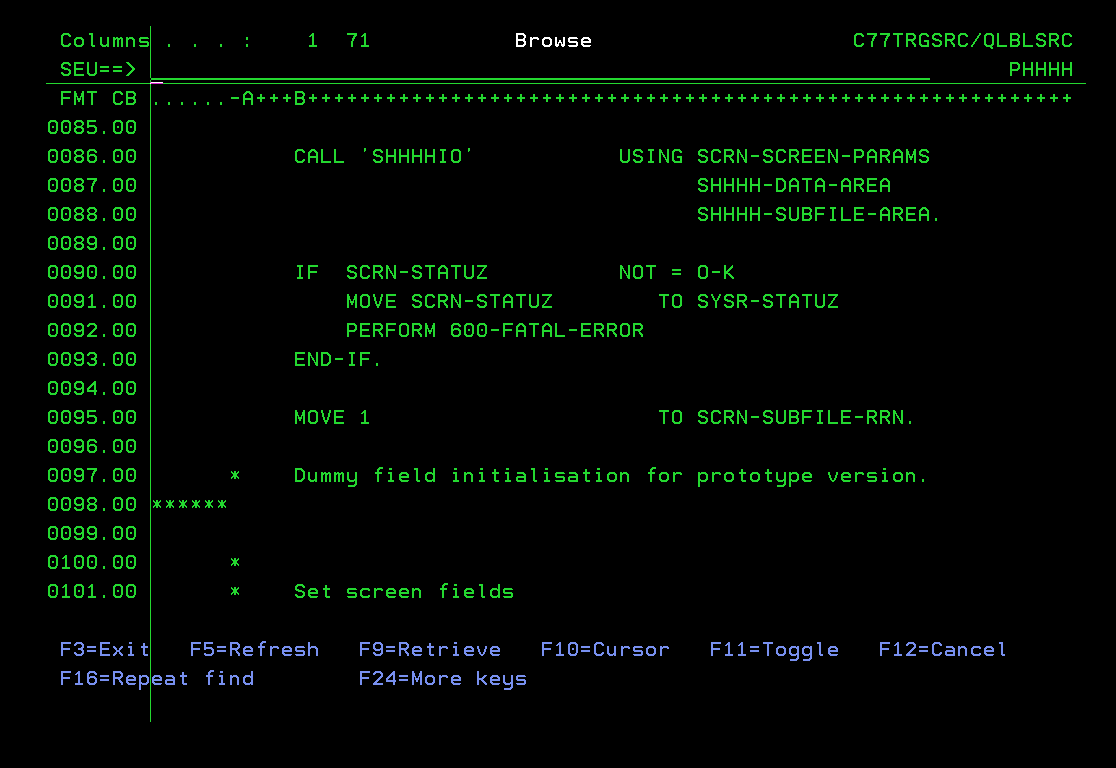 Columns . . . :    1  71           Browse                    C77TRGSRC/QLBLSRC
SEU==>                                                                   PHHHH
FMT CB ......-A+++B+++++++++++++++++++++++++++++++++++++++++++++++++++++++++++
0085.00
0086.00            CALL 'SHHHHIO'           USING SCRN-SCREEN-PARAMS
0087.00                                           SHHHH-DATA-AREA
0088.00                                           SHHHH-SUBFILE-AREA.
0089.00
0090.00            IF  SCRN-STATUZ          NOT = O-K
0091.00                MOVE SCRN-STATUZ        TO SYSR-STATUZ
0092.00                PERFORM 600-FATAL-ERROR
0093.00            END-IF.
0094.00
0095.00            MOVE 1                      TO SCRN-SUBFILE-RRN.
0096.00
0097.00       *    Dummy field initialisation for prototype version.
0098.00 ******
0099.00
0100.00       *
0101.00       *    Set screen fields
F3=Exit   F5=Refresh   F9=Retrieve   F10=Cursor   F11=Toggle   F12=Cancel
F16=Repeat find        F24=More keys